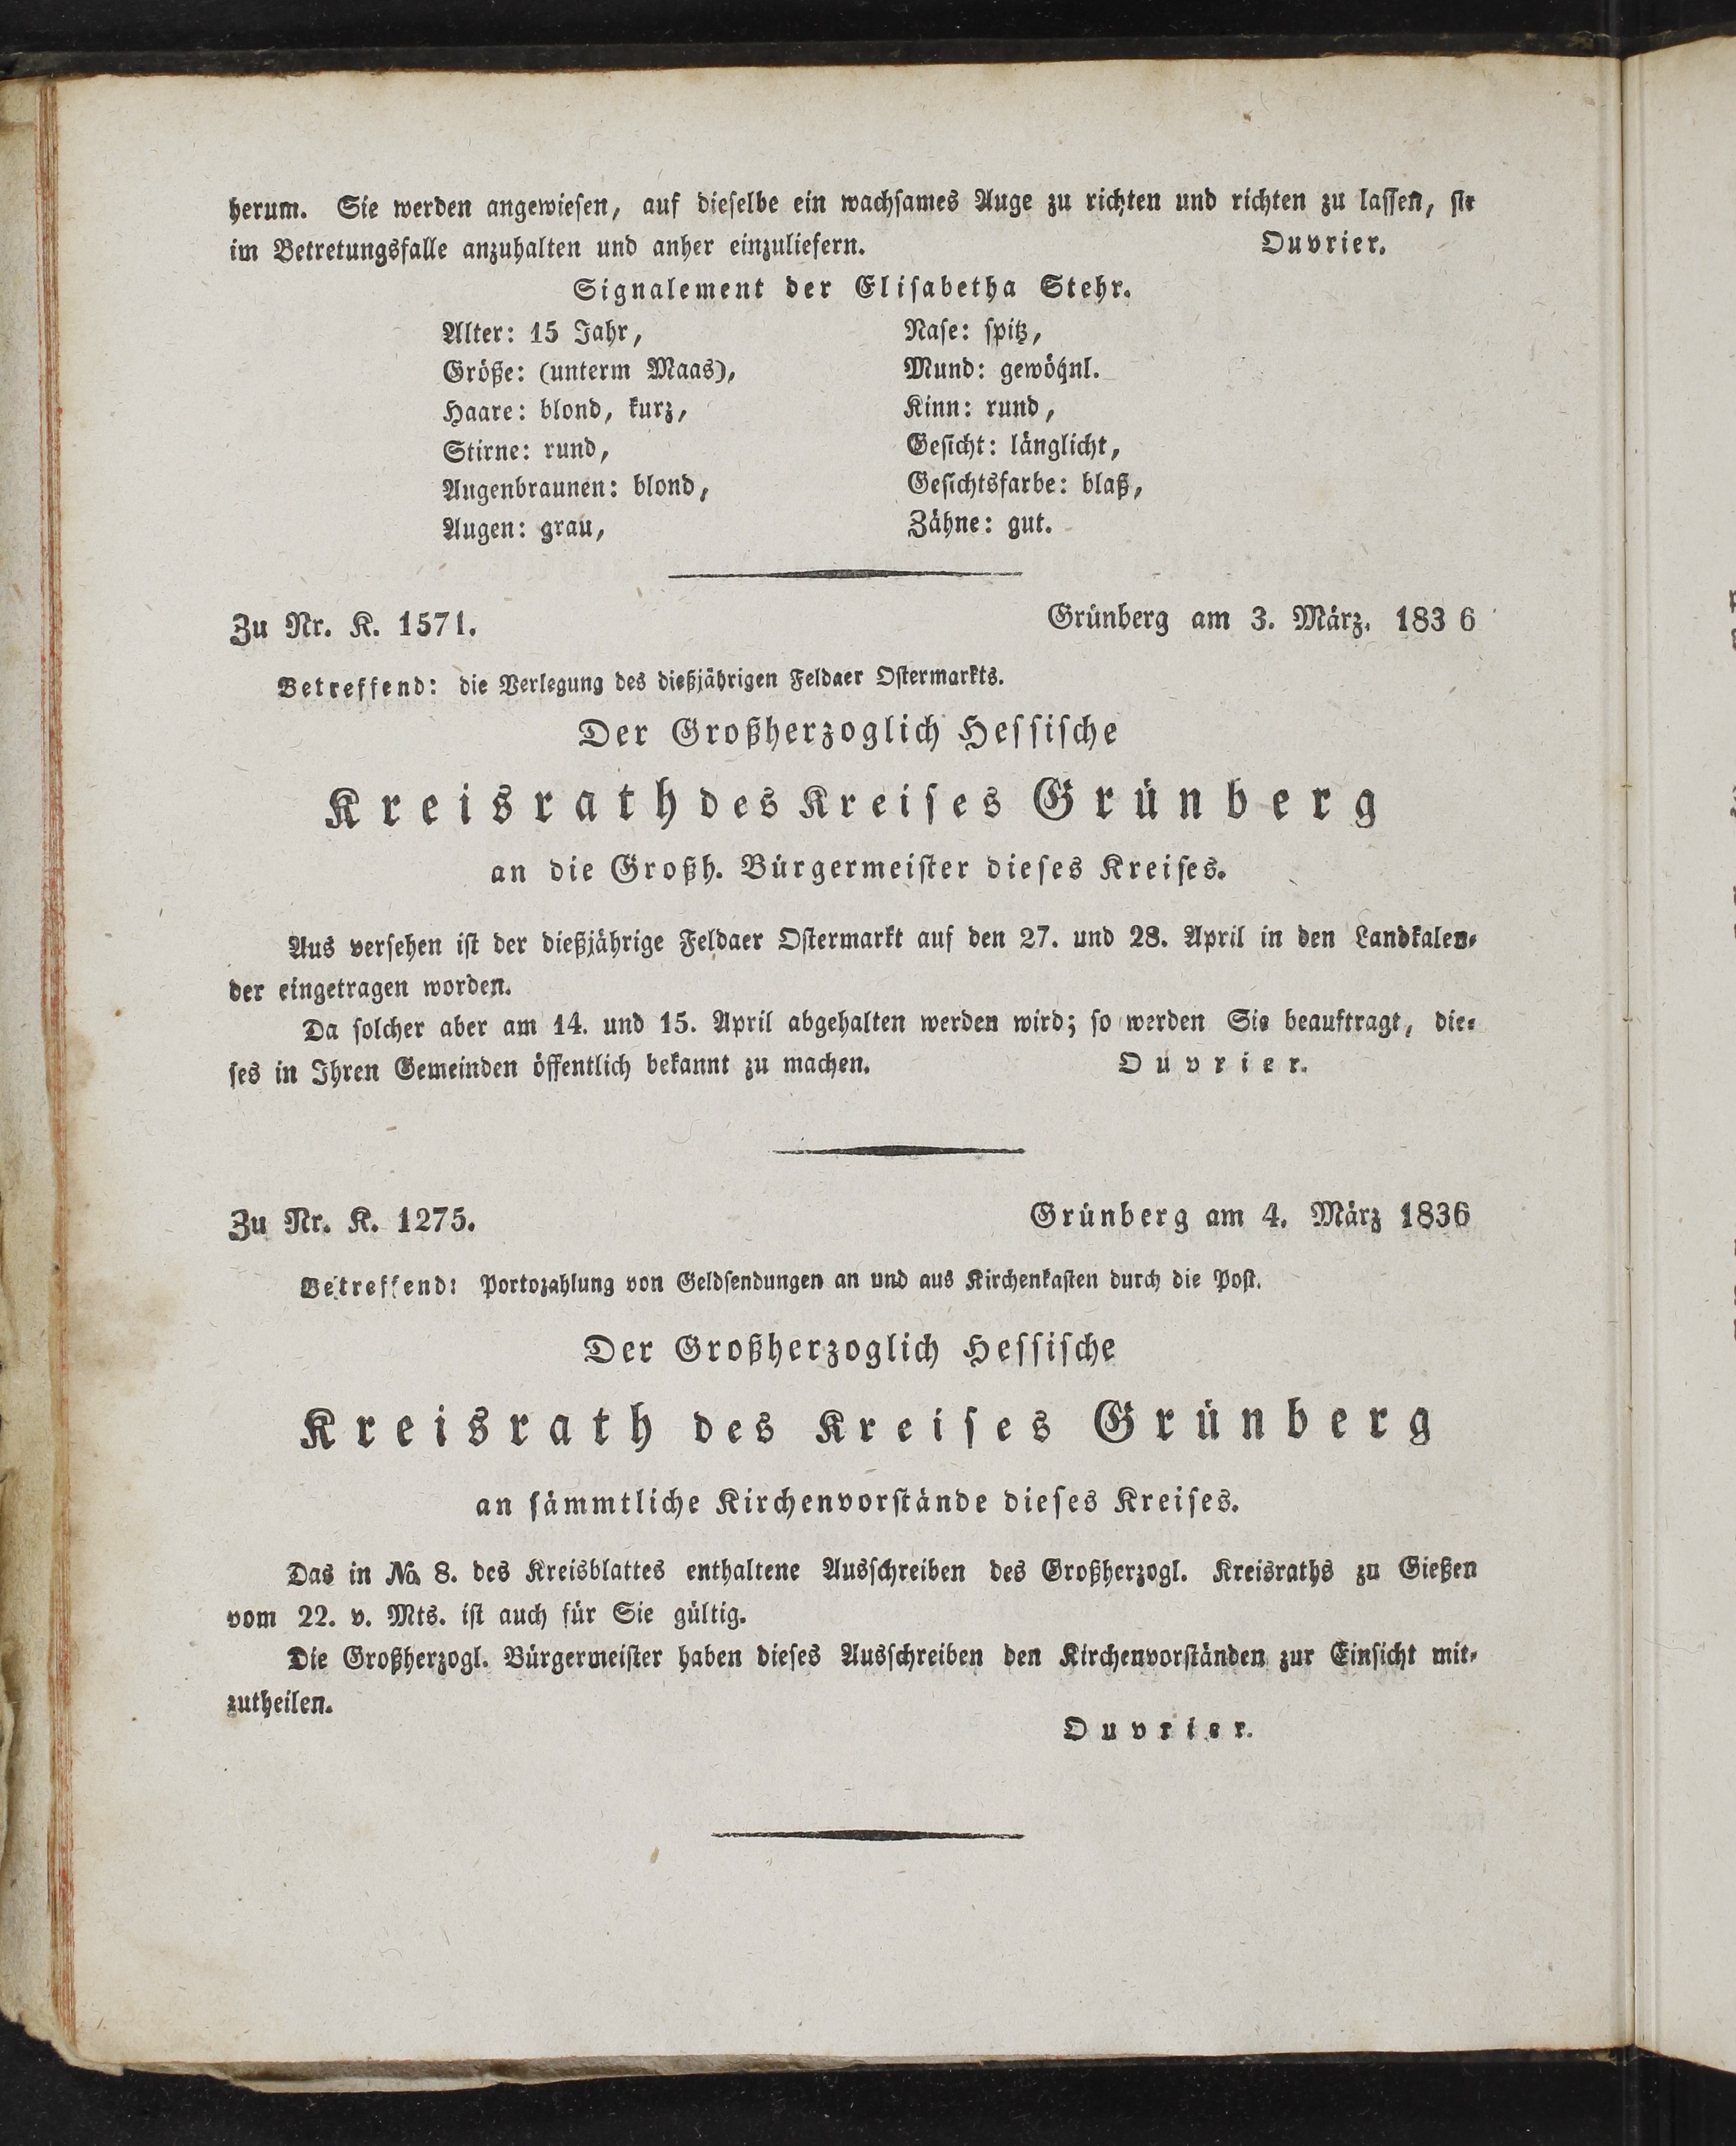 herum. Sie werden angewiesen, auf dieselbe ein wachsames Auge zu richten und richten zu lassen, sie
im Betretungsfalle anzuhalten und anher einzuliefern. Ouvrier.
Signalement der Elisabetha Stehr.
Alter: 15 Jahr,
Größe: (unterm Maas),
Haare: blond, kurz,
Stirne: rund,
Augenbraunen: blond,
Augen: grau,
Nase: spitz,
Mund: gewöhnl.
Kinn: rund,
Gesicht: länglicht,
Gesichtsfarbe: blaß,
Zähne: gut.
Zu Nr. K. 1571. Grünberg am 3. März. 1836
Betreffend: die Verlegung des dießjährigen Feldaer Ostermarkts.
Der Großherzoglich Hessische
Kreisrath des Kreises Grünberg
an die Großh. Bürgermeister dieses Kreises.
Aus versehen ist der dießjährige Feldaer Ostermarkt auf den 27. und 28. April in den Landkalen-
der eingetragen worden.
Da solcher aber am 14. und 15. April abgehalten werden wird; so werden Sie beauftragt, die-
ses in Ihren Gemeinden öffentlich bekannt zu machen. Ouvrier.
Zu Nr. K. 1275. Grünberg am 4. März 1836
Betreffend: Portozahlung von Geldsendungen an und aus Kirchenkasten durch die Post.
Der Großherzoglich Hessische
Kreisrath des Kreises Grünberg
an sämmtliche Kirchenvorstände dieses Kreises.
Das in No. 8. des Kreisblattes enthaltene Ausschreiben des Großherzogl. Kreisraths zu Gießen
vom 22. v. Mts. ist auch für Sie gültig.
Die Großherzogl. Bürgermeister haben dieses Ausschreiben den Kirchenvorständen zur Einsicht mit-
zutheilen.
Ouvrier.